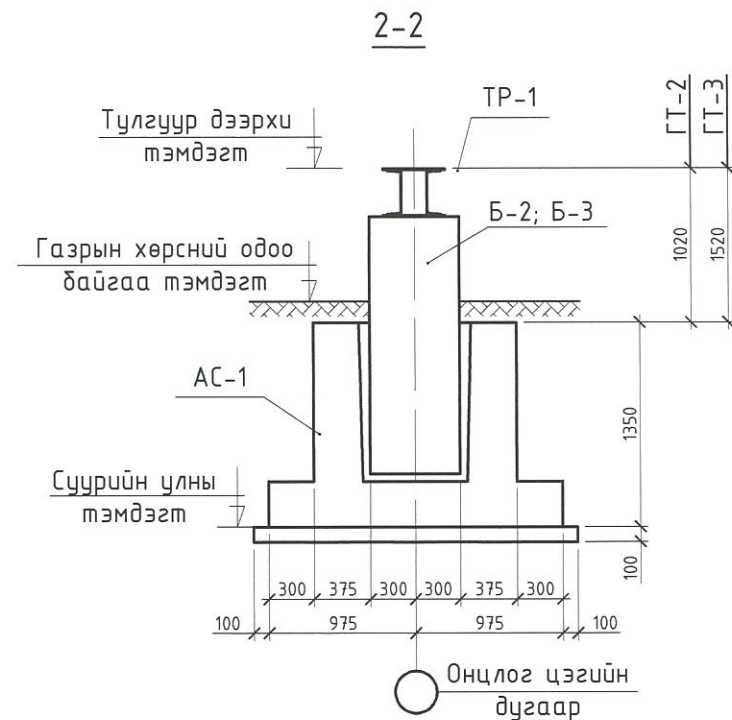 2-2
ТР-1
ГТ-2
ГТ-3
Тулгуур дээрхи
тэмдэгт
Б-2; Б-3
1020
1520
Газрын хөрсний одоо
байгаа тэмдэгт
АС-1
1350
Суурийн улны
тэмдэгт
100
300 375 300 300 375 300
100 975 975 100
Онцлог цэгийн
дугаар